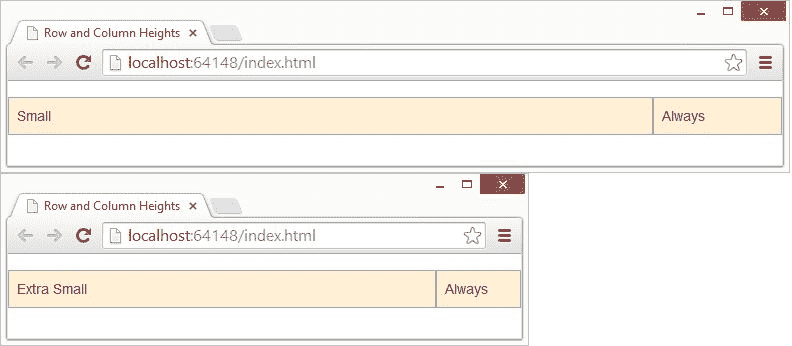 Row and Column Heights
localhost:64148/index.html
Small
Always
Row and Column Heights
localhost:64148/index.html
Extra Small
Always